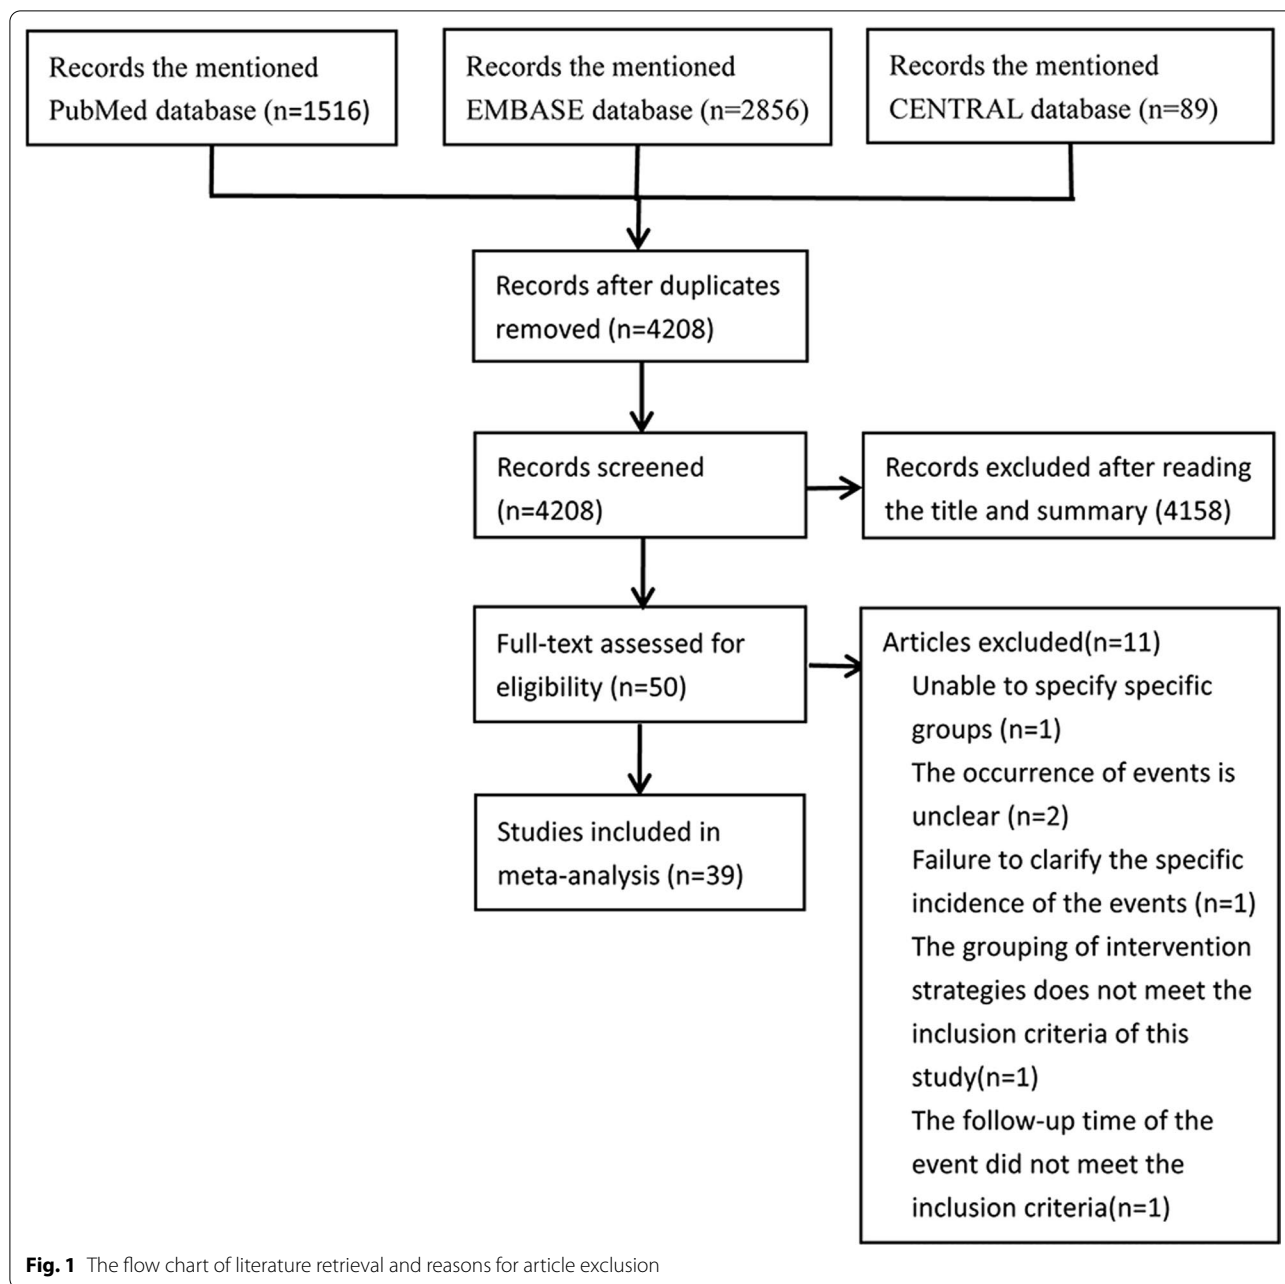 Records the mentioned
PubMed database (n=1516)
Records the mentioned
EMBASE database (n=2856)
Records the mentioned
CENTRAL database (n=89)
Records after duplicates
removed (n=4208)
Records screened
(n=4208)
Records excluded after reading
the title and summary (4158)
Full-text assessed for
eligibility (n=50)
Articles excluded(n=11)
Unable to specify specific
groups (n=1)
The occurrence of events is
unclear (n=2)
Failure to clarify the specific
incidence of the events (n=1)
The grouping of intervention
strategies does not meet the
inclusion criteria of this
study(n=1)
The follow-up time of the
event did not meet the
inclusion criteria(n=1)
Studies included in
meta-analysis (n=39)
Fig. 1 The flow chart of literature retrieval and reasons for article exclusion